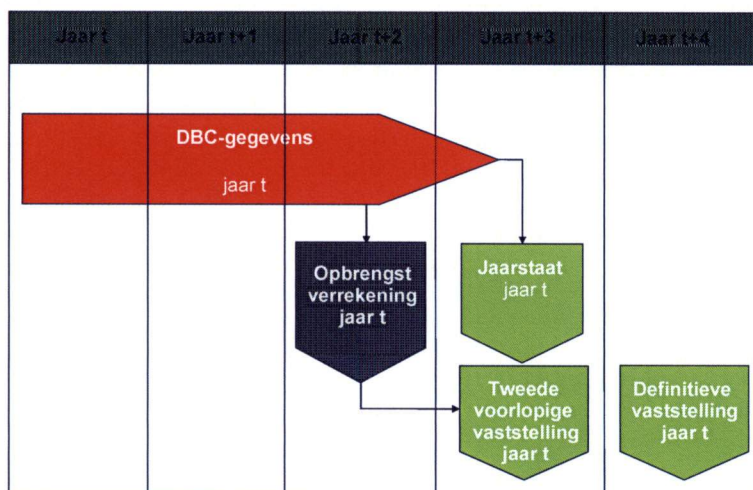 Jaar t
Jaar t+1
Jaar t+2
Jaar t+3
Jaar t+4
DBC-gegevens
jaar t
Opbrengst
verrekening
jaar t
Jaarstaat
jaar t
Tweede
voorlopige
vaststelling
jaar t
Definitieve
vaststelling
jaar t